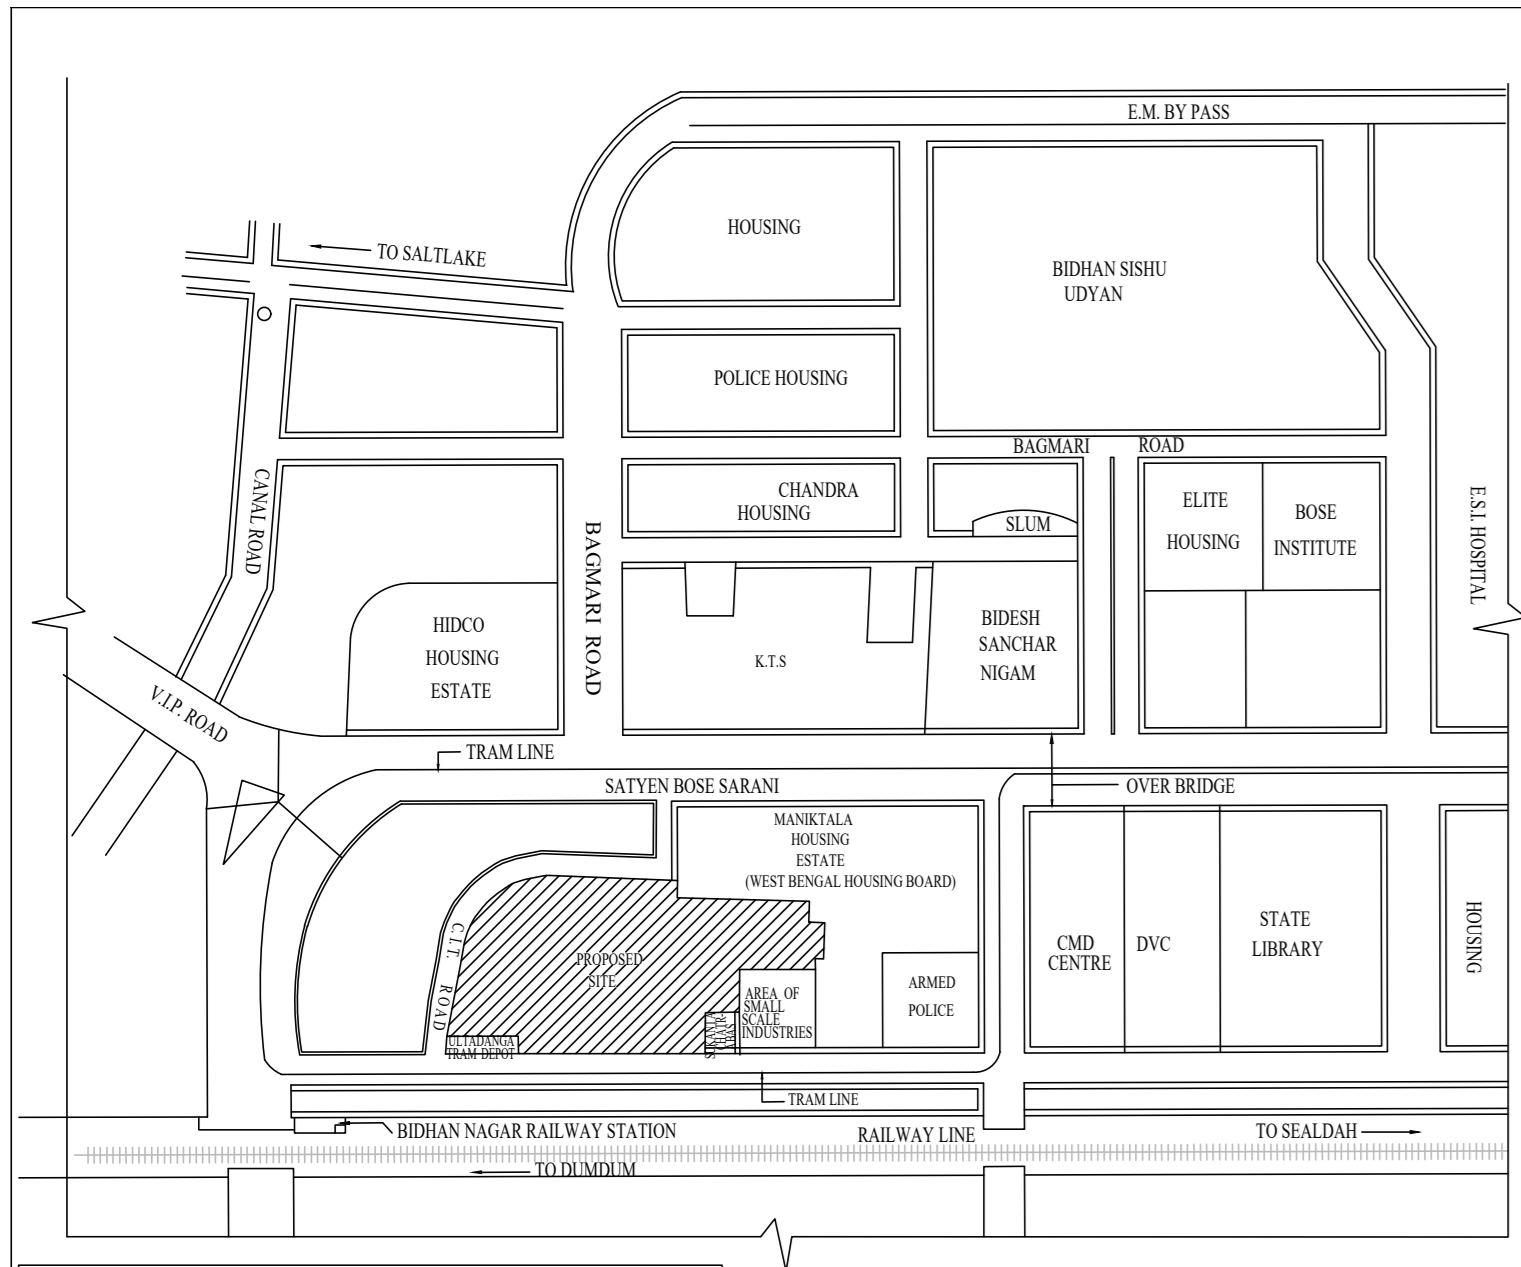 E.M. BY PASS
HOUSING
TO SALTLAKE
BIDHAN SISHU
UDYAN
POLICE HOUSING
BAGMARI ROAD
CANAL ROAD
CHANDRA
HOUSING
SLUM
ELITE
HOUSING
BOSE
INSTITUTE
E.S.I. HOSPITAL
BAGMARI ROAD
HIDCO
HOUSING
ESTATE
K.T.S
BIDESH
SANCHAR
NIGAM
V.I.P. ROAD
TRAM LINE
SATYEN BOSE SARANI
OVER BRIDGE
MANIKTALA
HOUSING
ESTATE
(WEST BENGAL HOUSING BOARD)
C.I.T. ROAD
PROPOSED
SITE
CMD
CENTRE
DVC
STATE
LIBRARY
HOUSING
ARMED
POLICE
AREA OF
SMALL
SCALE
INDUSTRIES
SUKANTA
CHATR-
ABAS
ULTADANGA
TRAM DEPOT
TRAM LINE
BIDHAN NAGAR RAILWAY STATION
RAILWAY LINE
TO SEALDAH
TO DUMDUM